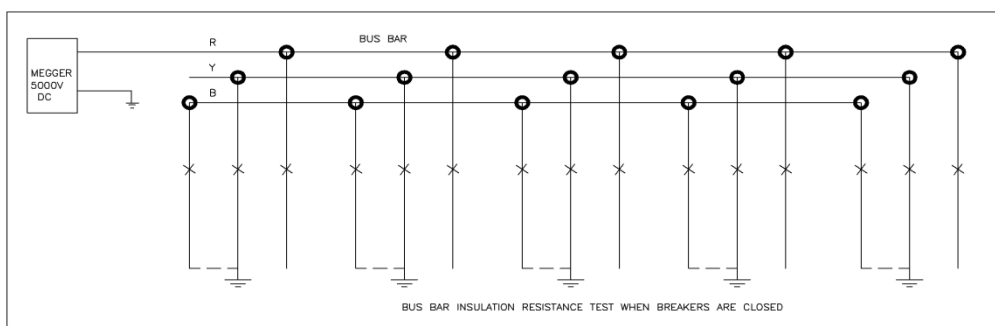 R
BUS BAR
Y
MEGGER
5000V
DC
B
BUS BAR INSULATION RESISTANCE TEST WHEN BREAKERS ARE CLOSED